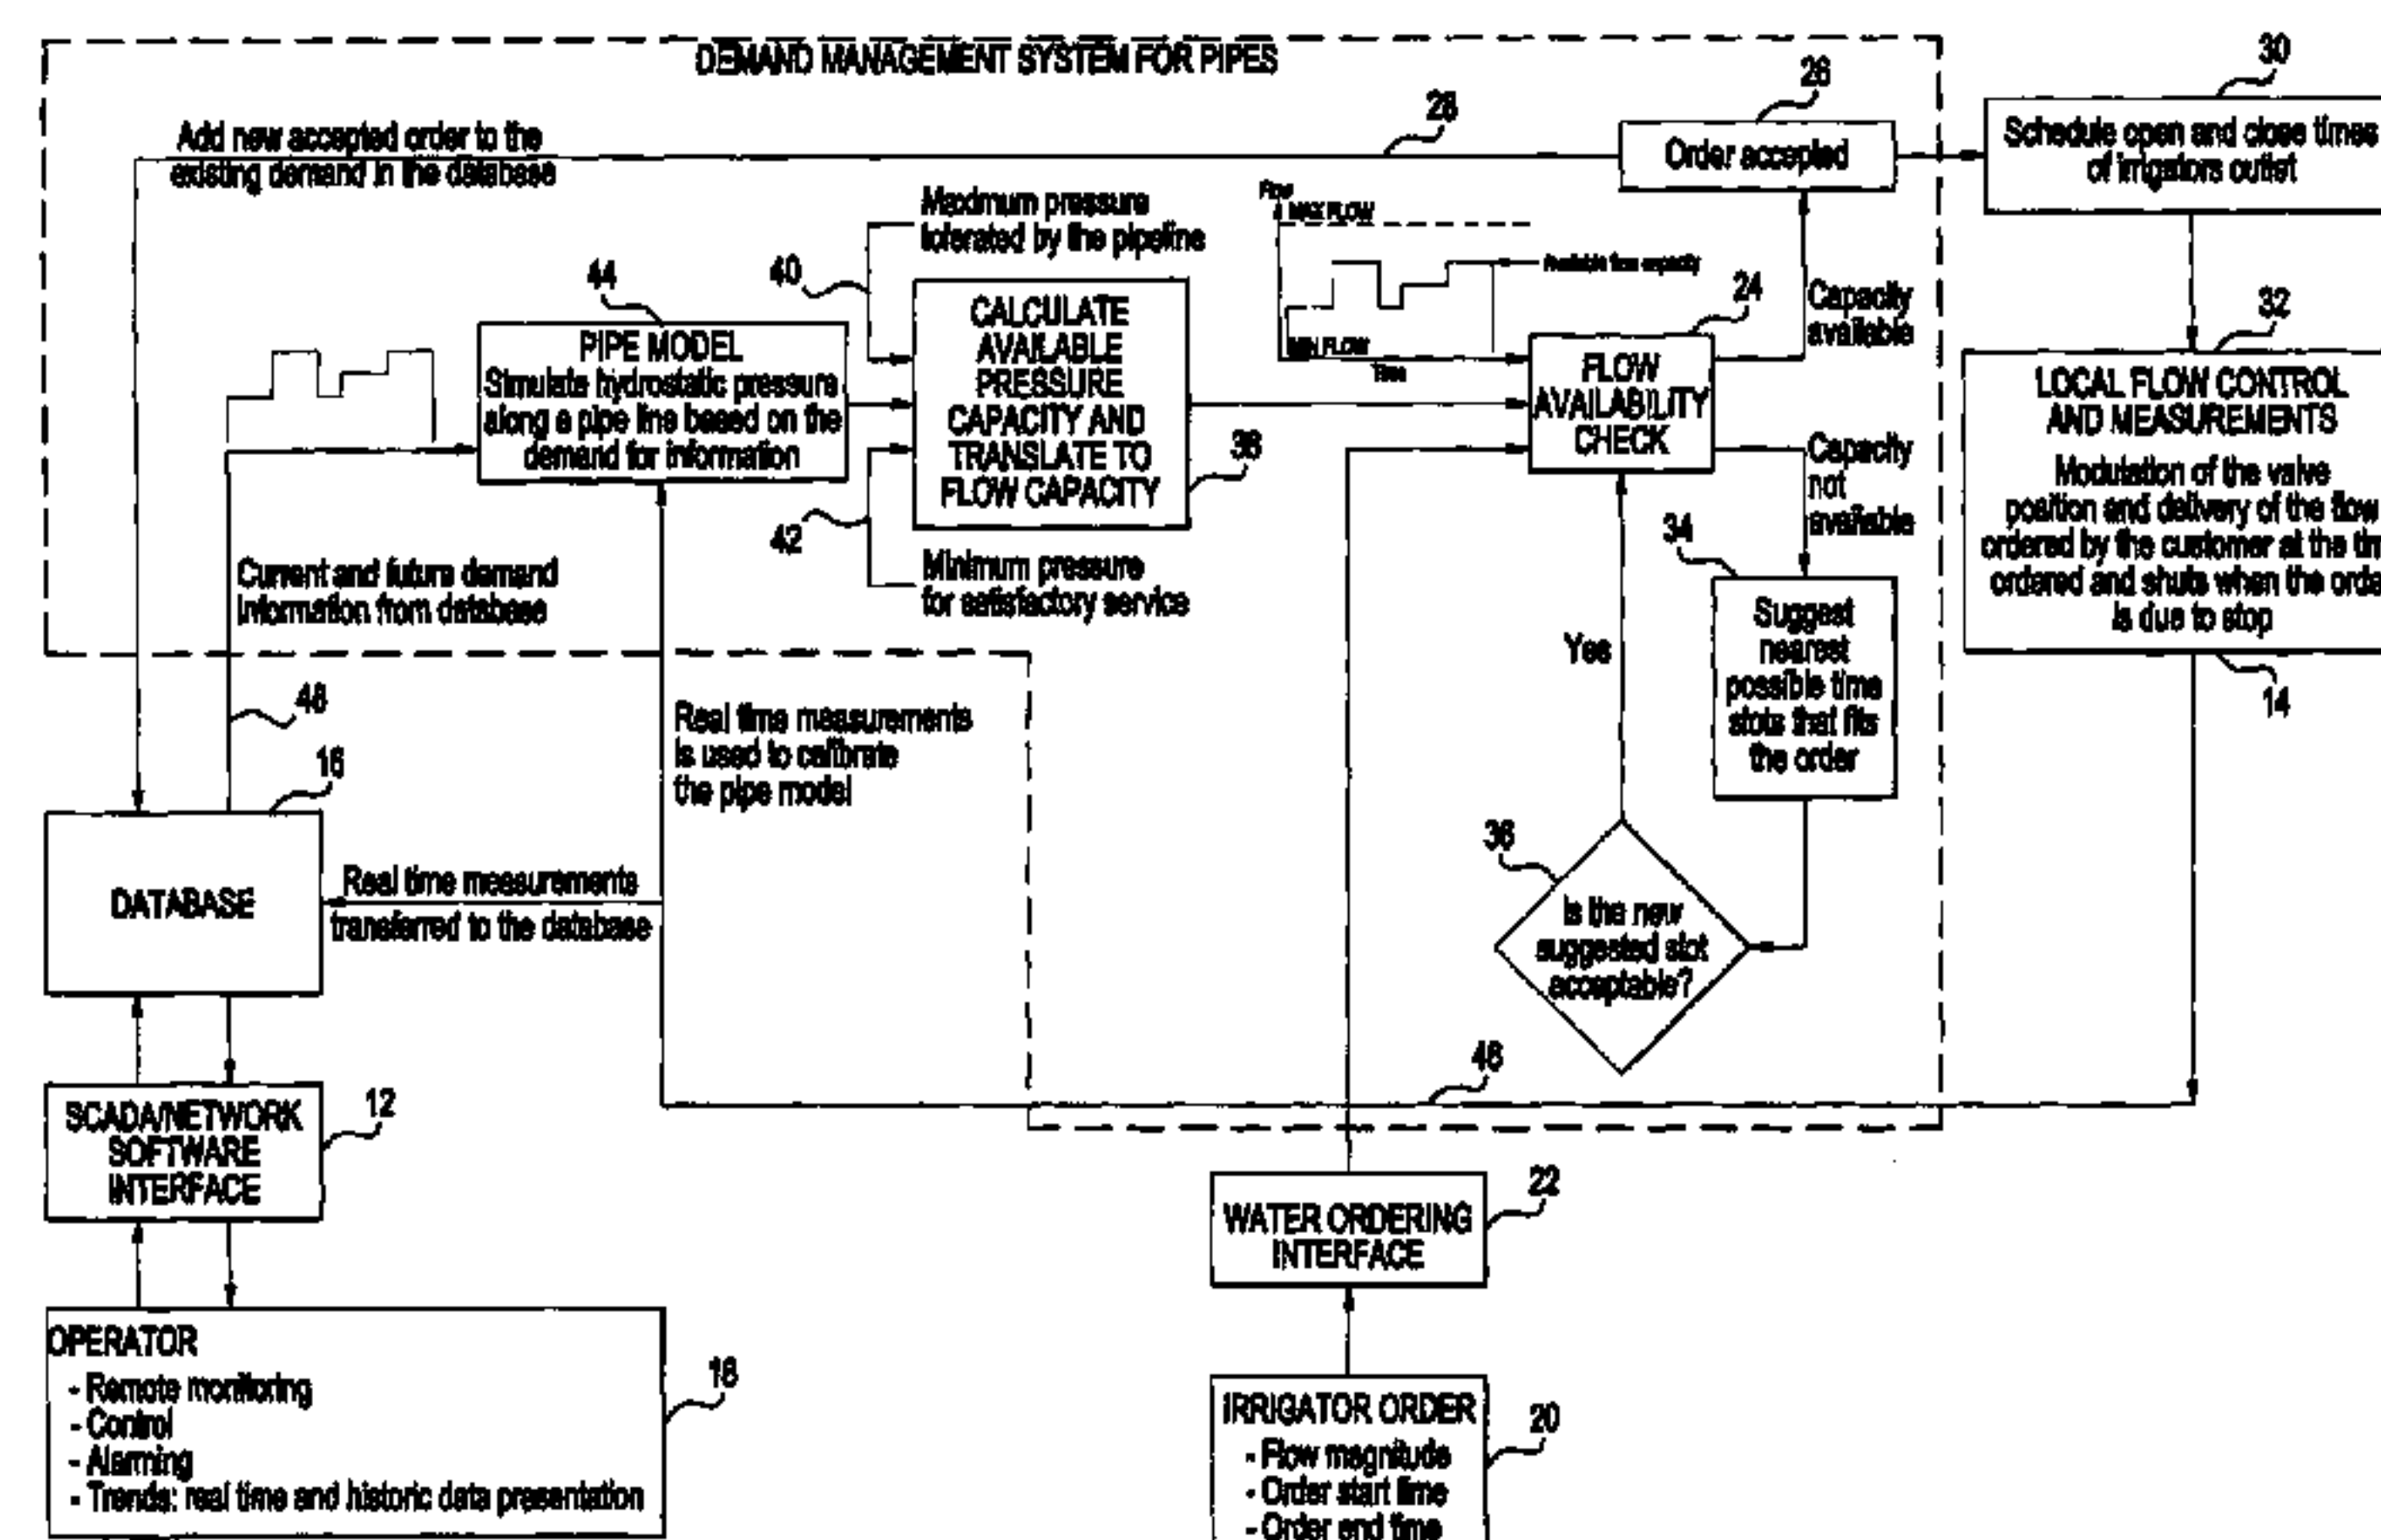 DEMAND MANAGEMENT SYSTEM FOR PIPES
30
26
28
Add new accepted order to the
existing demand in the database
Order accepted
Schedule open and close times
of irrigators outlet
Maximum pressure
tolerated by the pipeline
Flow
MAX FLOW
Available flow capacity
MIN FLOW
Time
40
44
24
32
PIPE MODEL
Simulate hydrostatic pressure
along a pipe line based on the
demand for information
CALCULATE
AVAILABLE
PRESSURE
CAPACITY AND
TRANSLATE TO
FLOW CAPACITY
38
FLOW
AVAILABILITY
CHECK
Capacity
available
Capacity
not
available
LOCAL FLOW CONTROL
AND MEASUREMENTS
Modulation of the valve
position and delivery of the flow
ordered by the customer at the
ordered and shuts when the
is due to stop
14
42
Minimum pressure
for satisfactory service
Current and future demand
information from database
34
Suggest
nearest
possible time
slots that fits
the order
Yes
48
Real time measurements
is used to calibrate
the pipe model
16
DATABASE
Real time measurements
transferred to the database
36
Is the new
suggested slot
acceptable?
46
SCADA/NETWORK
SOFTWARE
INTERFACE
12
WATER ORDERING
INTERFACE
22
OPERATOR
- Remote monitoring
- Control
- Alarming
- Trends: real time and historic data presentation
18
IRRIGATOR ORDER
- Flow magnitude
- Order start time
- Order end time
20